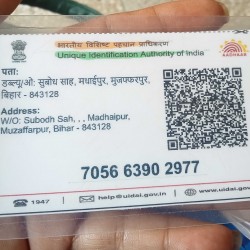 भारतीय विशिष्ट पहचान प्राधिकरण
Unique Identification Authority of India
AADHAAR
पता:
डब्ल्यू/ओ: सुबोध साह, मधाईपुर, मुजफ्फरपुर,
बिहार - 843128
Address:
W/O: Subodh Sah, , , Madhaipur,
Muzaffarpur, Bihar - 843128
7056 6390 2977
1947
help@uidai.gov.in
www.uidai.gov.in